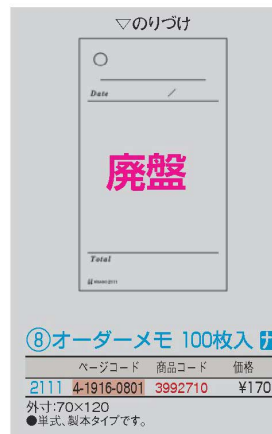 ▽のりづけ
Date /
廃盤
Total
⑧オーダーメモ 100枚入
ページコード 商品コード 価格
2111 4-1916-0801 3992710 ¥170
外寸:70×120
●単式、製本タイプです。